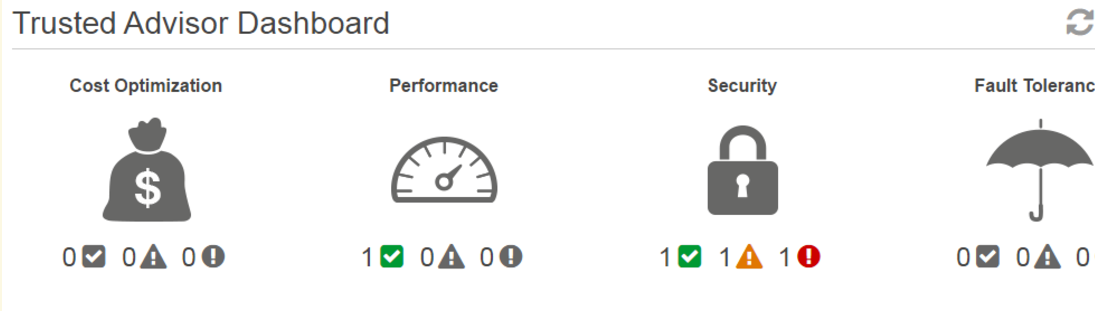 Trusted Advisor Dashboard
Cost Optimization Performance Security Fault Toleranc
$
0 0 0 1 0 0 1 1 1 0 0 0